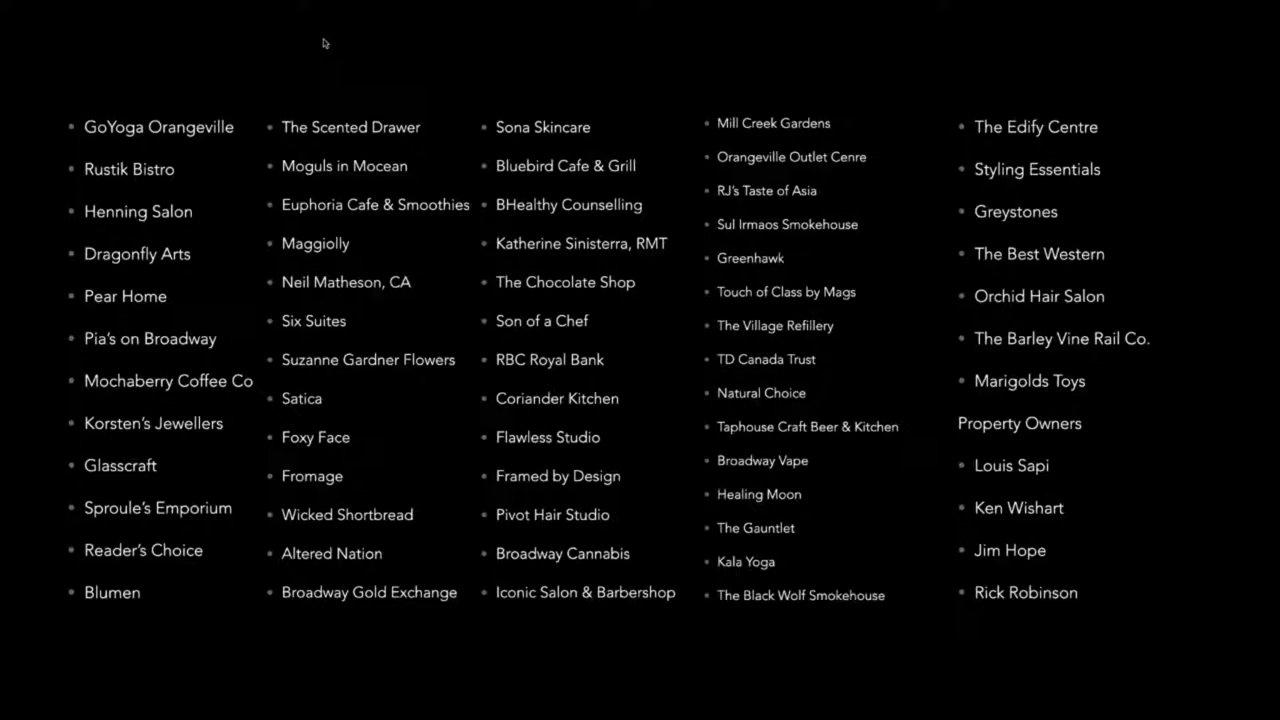 GoYoga Orangeville
Rustik Bistro
Henning Salon
Dragonfly Arts
Pear Home
Pia's on Broadway
Mochaberry Coffee Co
Korsten's Jewellers
Glasscraft
Sproule's Emporium
Reader's Choice
Blumen
The Scented Drawer
Moguls in Mocean
Euphoria Cafe & Smoothies
Maggiolly
Neil Matheson, CA
Six Suites
Suzanne Gardner Flowers
Satica
Foxy Face
Fromage
Wicked Shortbread
Altered Nation
Broadway Gold Exchange
Sona Skincare
Bluebird Cafe & Grill
BHealthy Counselling
Katherine Sinisterra, RMT
The Chocolate Shop
Son of a Chef
RBC Royal Bank
Coriander Kitchen
Flawless Studio
Framed by Design
Pivot Hair Studio
Broadway Cannabis
Iconic Salon & Barbershop
Mill Creek Gardens
Orangeville Outlet Cenre
RJ's Taste of Asia
Sul Irmaos Smokehouse
Greenhawk
Touch of Class by Mags
The Village Refillery
TD Canada Trust
Natural Choice
Taphouse Craft Beer & Kitchen
Broadway Vape
Healing Moon
The Gauntlet
Kala Yoga
The Black Wolf Smokehouse
The Edify Centre
Styling Essentials
Greystones
The Best Western
Orchid Hair Salon
The Barley Vine Rail Co.
Marigolds Toys
Property Owners
Louis Sapi
Ken Wishart
Jim Hope
Rick Robinson